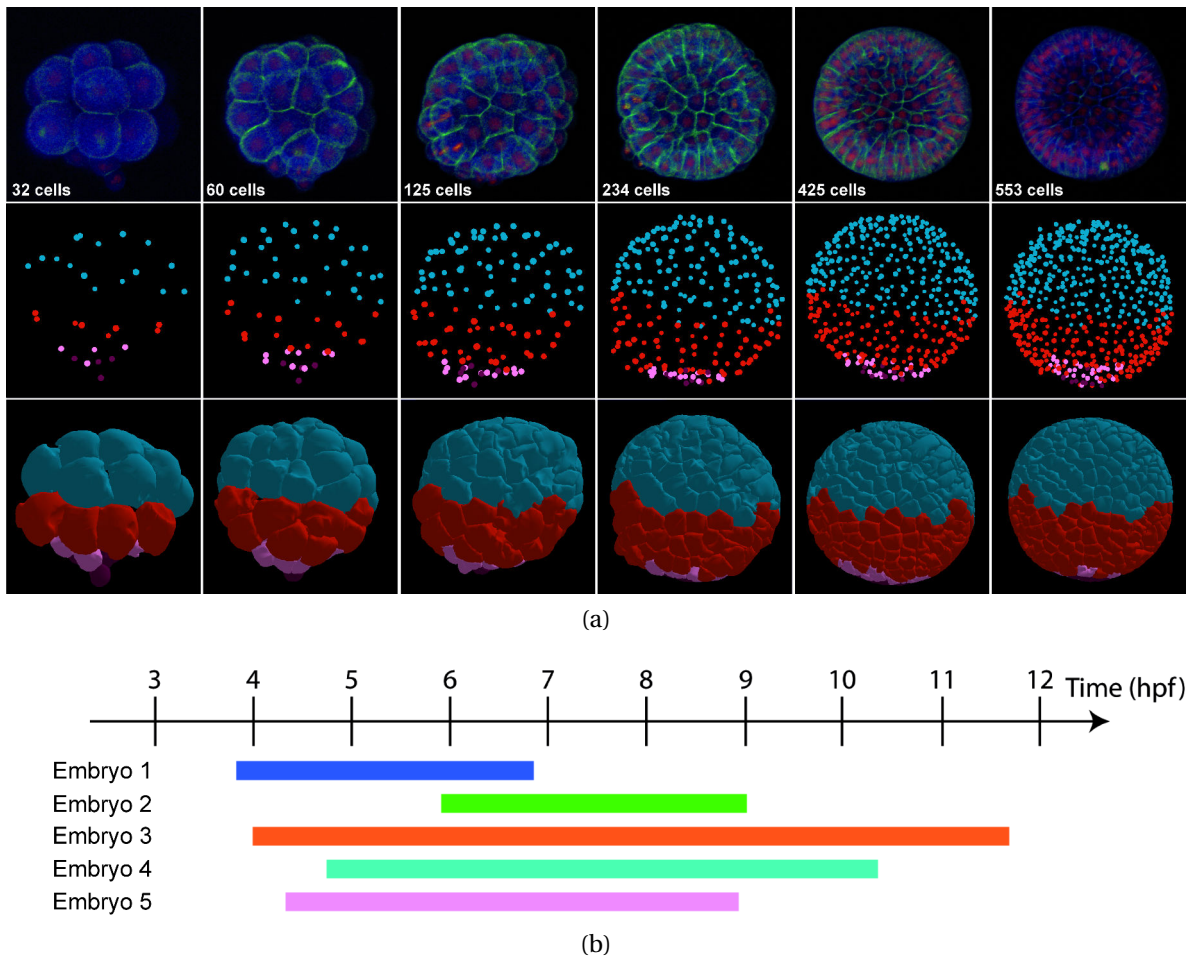 32 cells 60 cells 125 cells 234 cells 425 cells 553 cells
(a)
3 4 5 6 7 8 9 10 11 12 Time (hpf)
Embryo 1
Embryo 2
Embryo 3
Embryo 4
Embryo 5
(b)